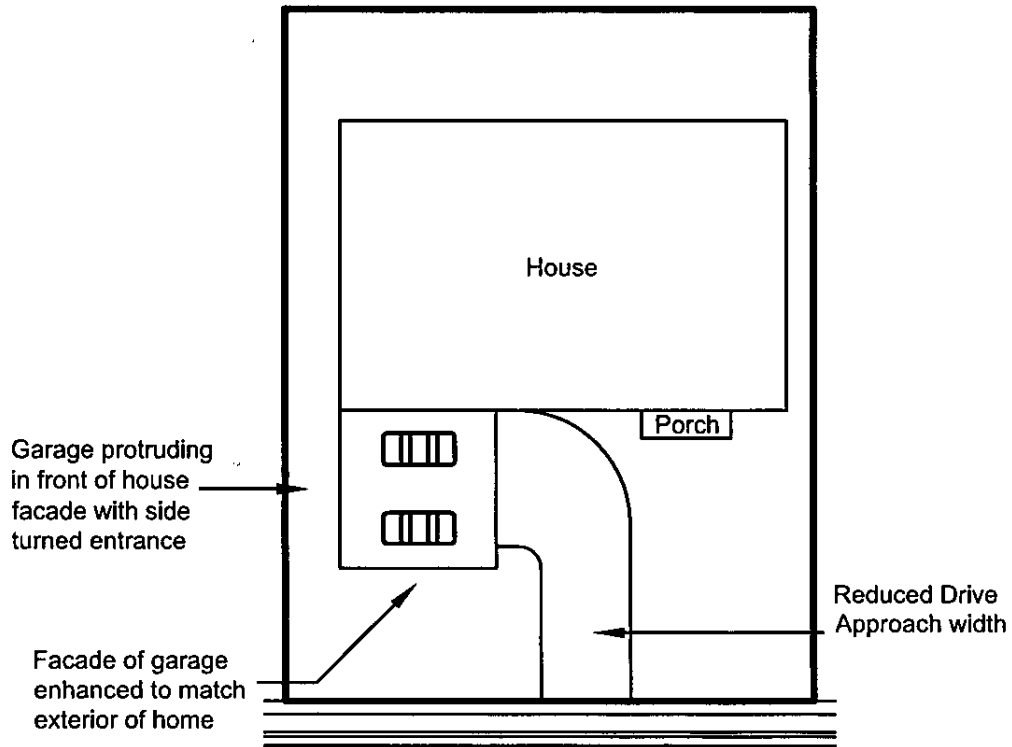 House
Porch
Garage protruding
in front of house
facade with side
turned entrance
Reduced Drive
Approach width
Facade of garage
enhanced to match
exterior of home